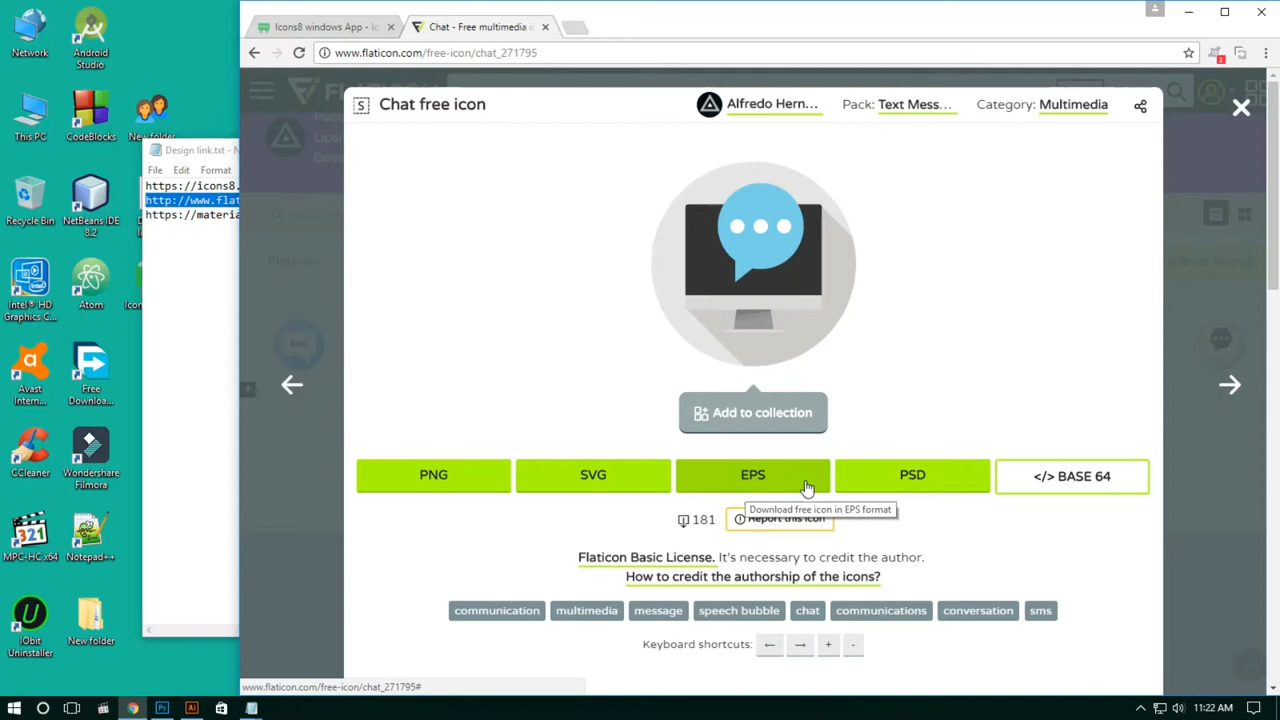 Network
Android Studio
This PC
CodeBlocks
New folder
Recycle Bin
NetBeans IDE 8.2
Intel® HD Graphics C...
Atom
Avast Intern...
Free Downloa...
CCleaner
Wondershare Filmora
MPC-HC x64
Notepad++
IObit Uninstaller
New folder
Design link.txt - N
File Edit Format
https://icons8.
http://www.flat
https://materia
Icons8 windows App - Ic
Chat - Free multimedia ic
www.flaticon.com/free-icon/chat_271795
2
Chat free icon
Alfredo Hern...
Pack: Text Mess...
Category: Multimedia
Add to collection
PNG
SVG
EPS
PSD
</> BASE 64
Download free icon in EPS format
181
Report this icon
Flaticon Basic License. It's necessary to credit the author.
How to credit the authorship of the icons?
communication multimedia message speech bubble chat communications conversation sms
Keyboard shortcuts: ← → + -
www.flaticon.com/free-icon/chat_271795#
11:22 AM